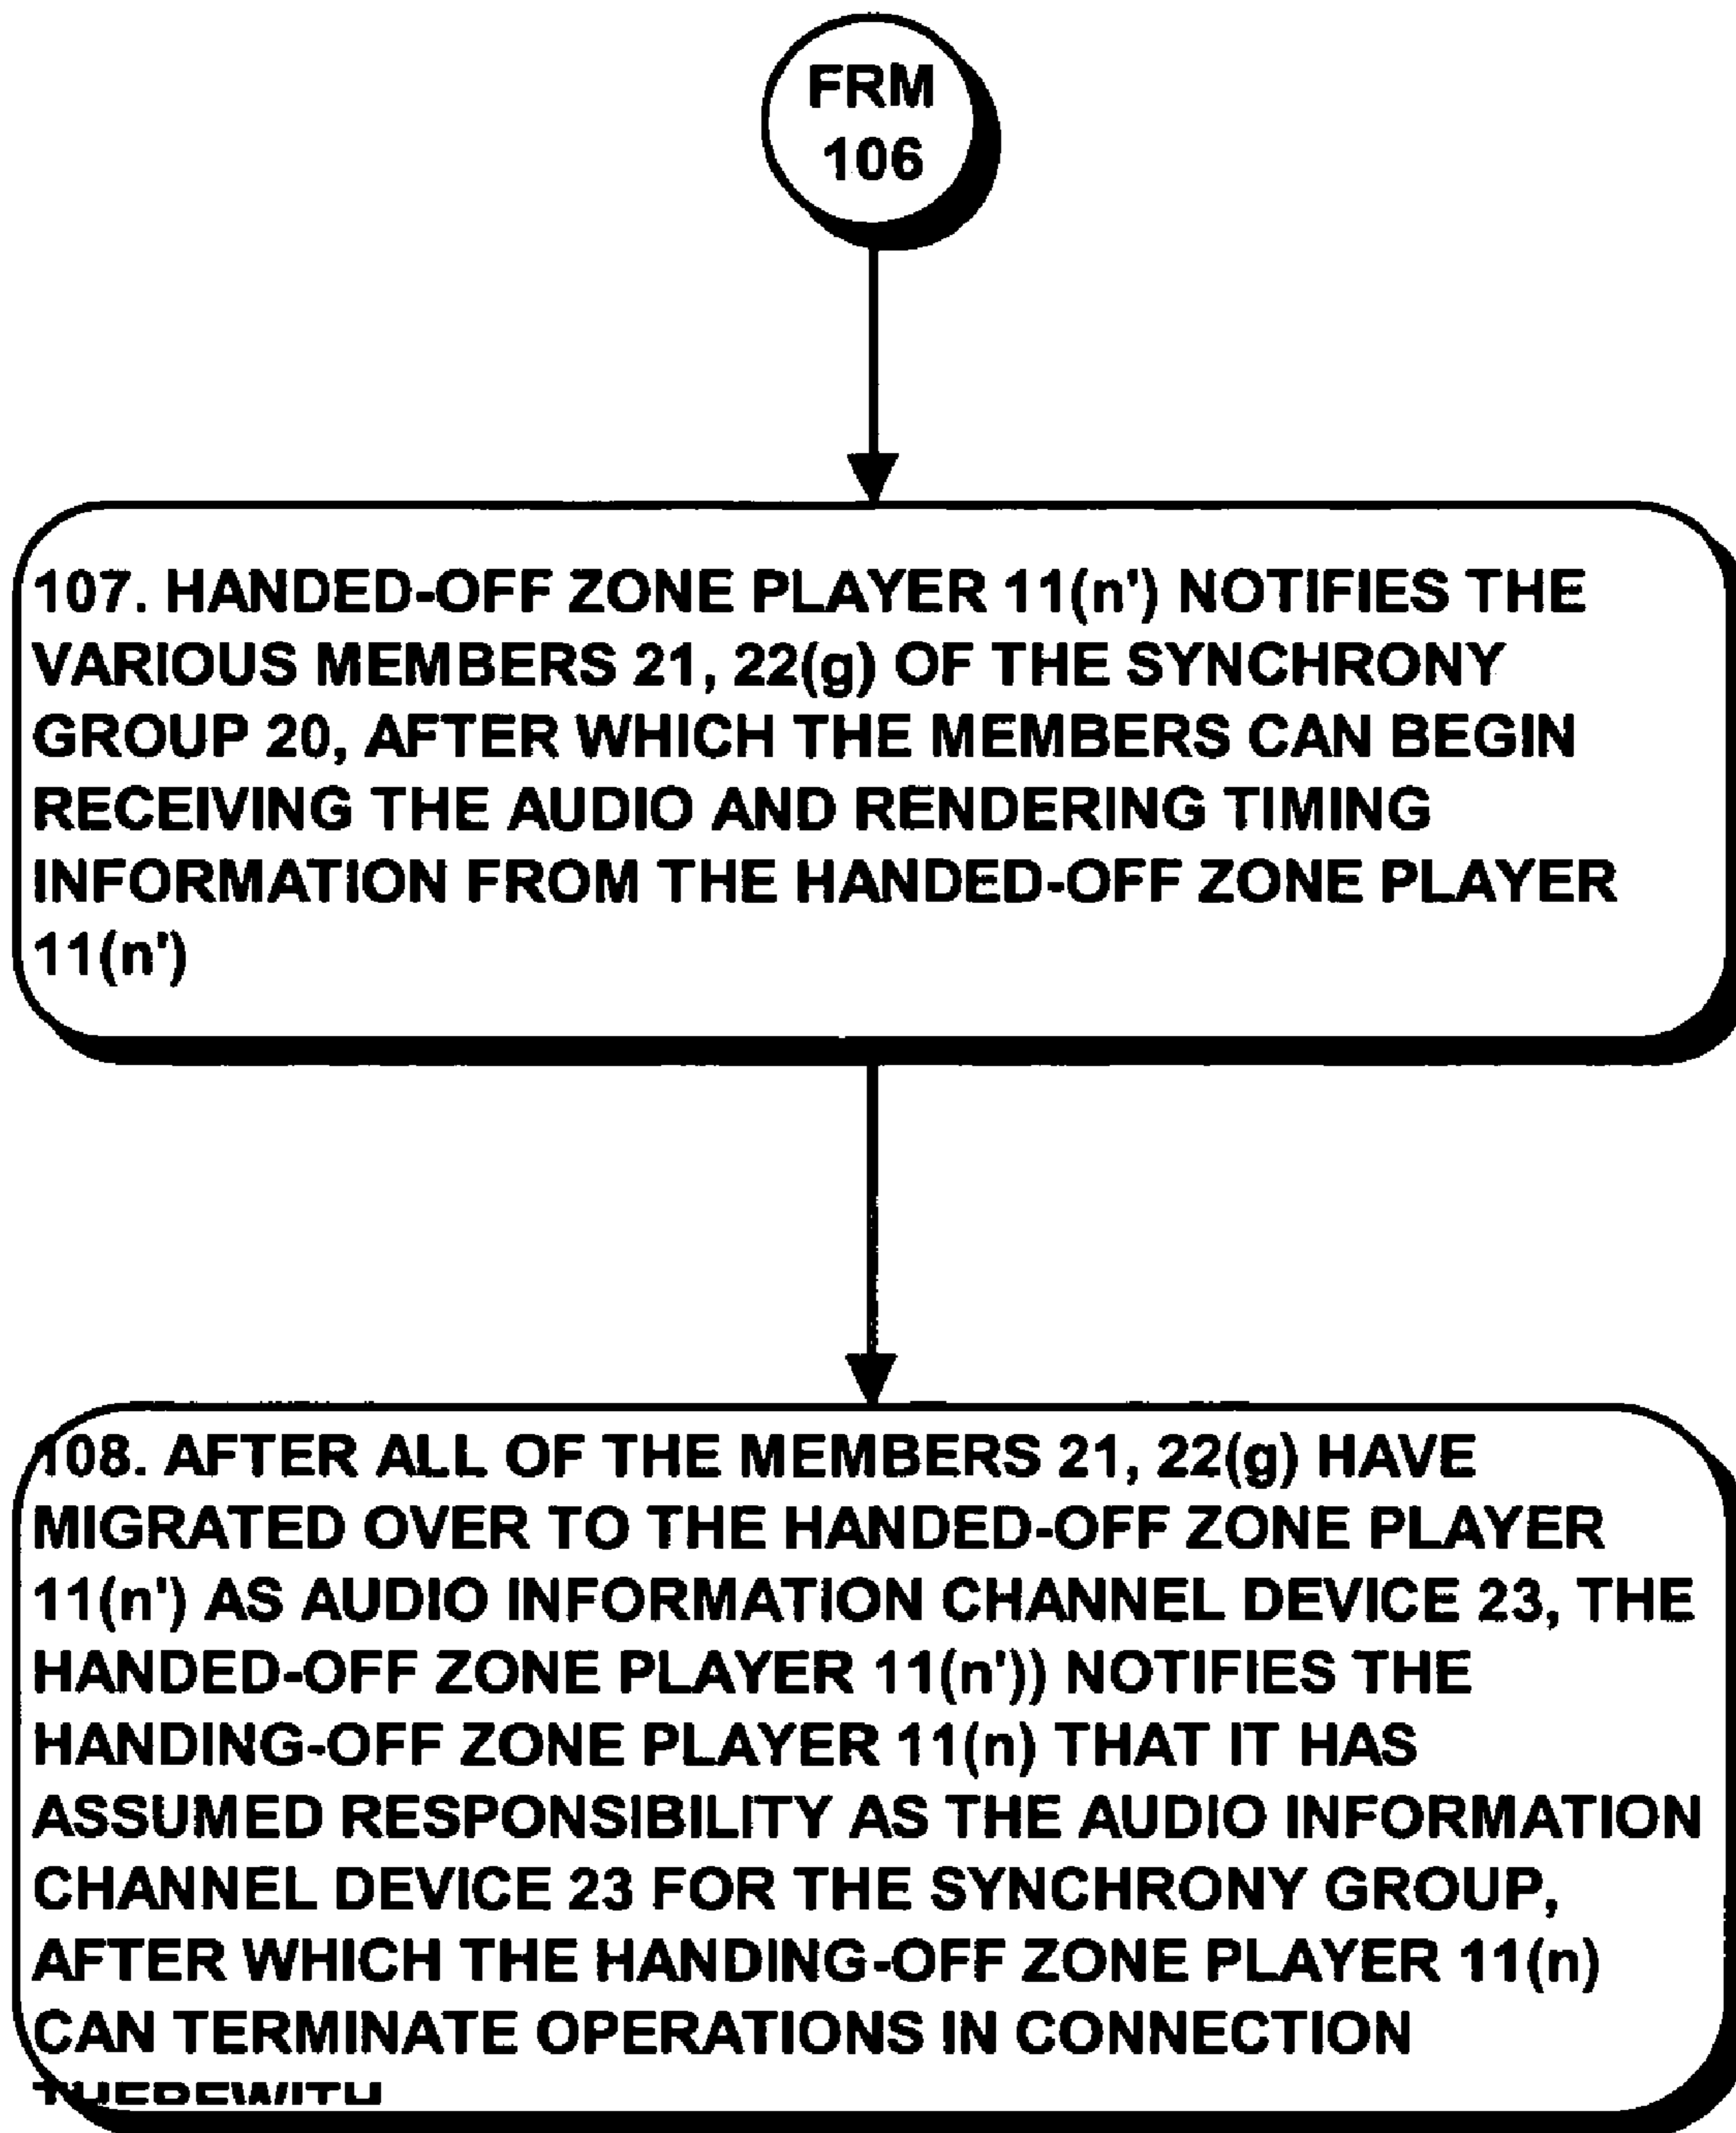 FRM
106
107. HANDED-OFF ZONE PLAYER 11(n') NOTIFIES THE
VARIOUS MEMBERS 21, 22(g) OF THE SYNCHRONY
GROUP 20, AFTER WHICH THE MEMBERS CAN BEGIN
RECEIVING THE AUDIO AND RENDERING TIMING
INFORMATION FROM THE HANDED-OFF ZONE PLAYER
11(n')
108. AFTER ALL OF THE MEMBERS 21, 22(g) HAVE
MIGRATED OVER TO THE HANDED-OFF ZONE PLAYER
11(n') AS AUDIO INFORMATION CHANNEL DEVICE 23, THE
HANDED-OFF ZONE PLAYER 11(n')) NOTIFIES THE
HANDING-OFF ZONE PLAYER 11(n) THAT IT HAS
ASSUMED RESPONSIBILITY AS THE AUDIO INFORMATION
CHANNEL DEVICE 23 FOR THE SYNCHRONY GROUP,
AFTER WHICH THE HANDING-OFF ZONE PLAYER 11(n)
CAN TERMINATE OPERATIONS IN CONNECTION
THEREWITH